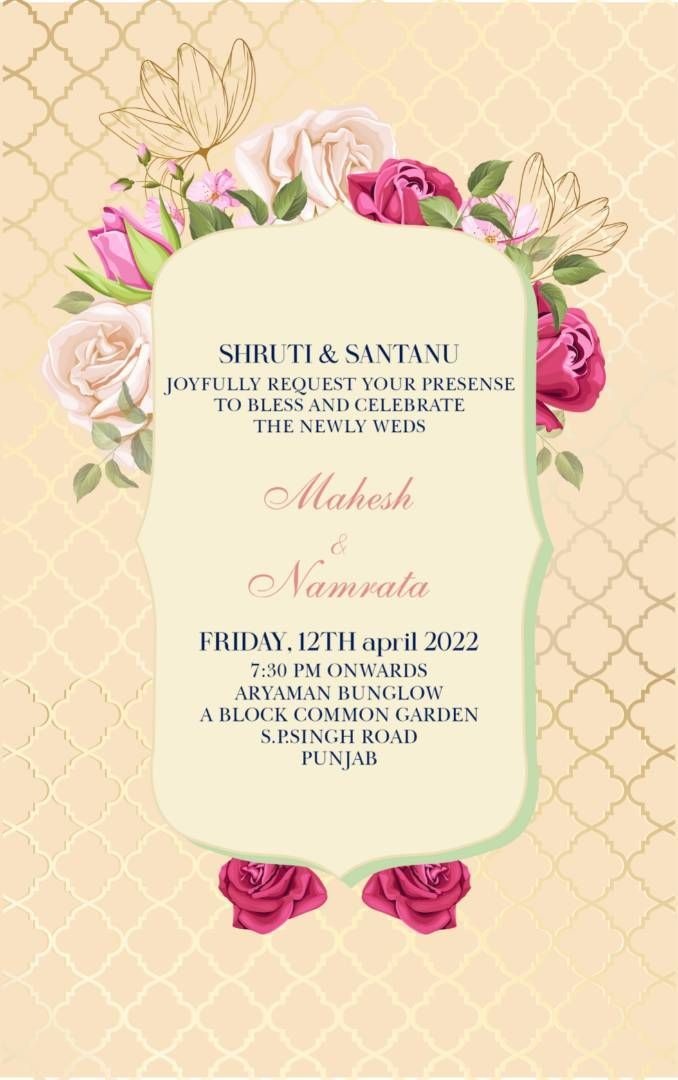 SHRUTI & SANTANU
JOYFULLY REQUEST YOUR PRESENSE
TO BLESS AND CELEBRATE
THE NEWLY WEDS
Mahesh
&
Namrata
FRIDAY, 12TH april 2022
7:30 PM ONWARDS
ARYAMAN BUNGLOW
A BLOCK COMMON GARDEN
S.P.SINGH ROAD
PUNJAB